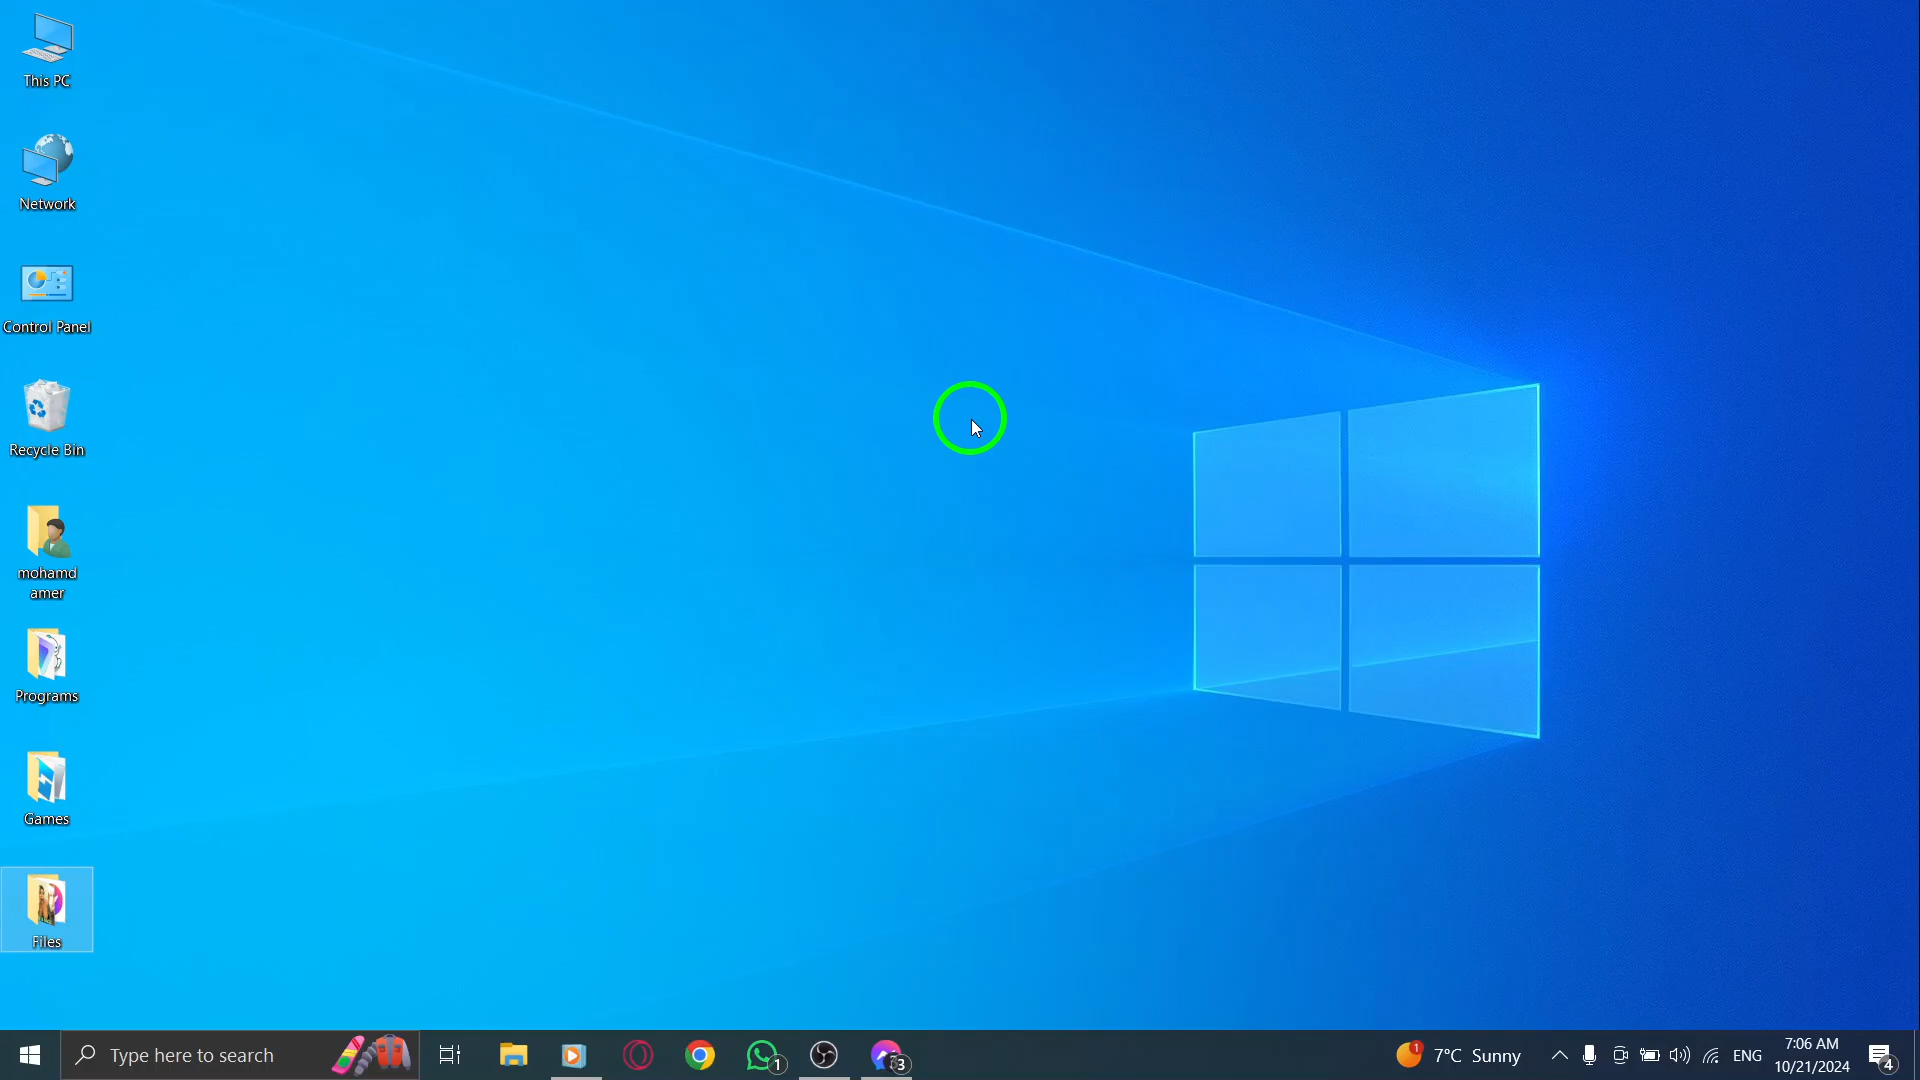 This PC
Network
Control Panel
Recycle Bin
mohamd
amer
Programs
Games
Files
Type here to search
1
3
1
7°C Sunny
ENG
7:06 AM
10/21/2024
4